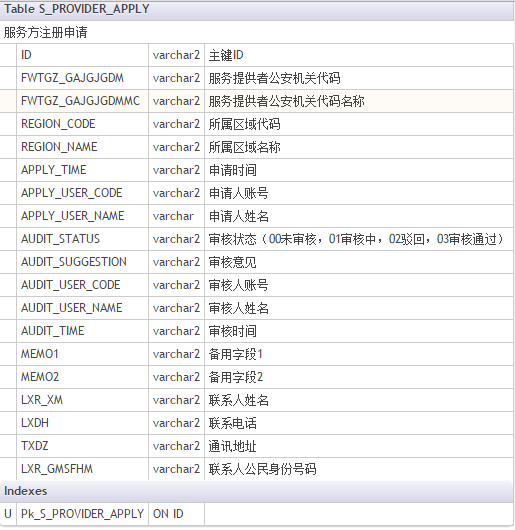 Table S_PROVIDER_APPLY
服务方注册申请
ID varchar2 主键ID
FWTGZ_GAJGJGDM varchar2 服务提供者公安机关代码
FWTGZ_GAJGJGDMMC varchar2 服务提供者公安机关代码名称
REGION_CODE varchar2 所属区域代码
REGION_NAME varchar2 所属区域名称
APPLY_TIME varchar2 申请时间
APPLY_USER_CODE varchar2 申请人账号
APPLY_USER_NAME varchar 申请人姓名
AUDIT_STATUS varchar2 审核状态（00未审核，01审核中，02驳回，03审核通过）
AUDIT_SUGGESTION varchar2 审核意见
AUDIT_USER_CODE varchar2 审核人账号
AUDIT_USER_NAME varchar2 审核人姓名
AUDIT_TIME varchar2 审核时间
MEMO1 varchar2 备用字段1
MEMO2 varchar2 备用字段2
LXR_XM varchar2 联系人姓名
LXDH varchar2 联系电话
TXDZ varchar2 通讯地址
LXR_GMSFHM varchar2 联系人公民身份号码
Indexes
U Pk_S_PROVIDER_APPLY ON ID